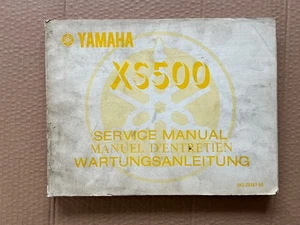 YAMAHA
XS500
SERVICE MANUAL
MANUEL D'ENTRETIEN
WARTUNGSANLEITUNG